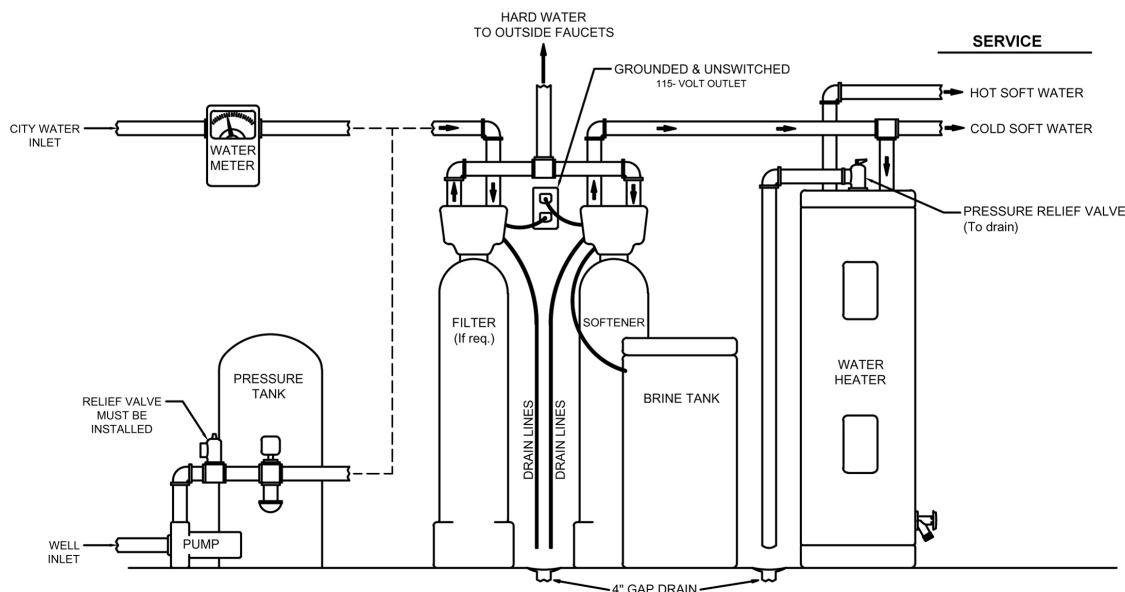 HARD WATER
TO OUTSIDE FAUCETS
SERVICE
GROUNDED & UNSWITCHED
115- VOLT OUTLET
HOT SOFT WATER
CITY WATER
INLET
WATER
METER
COLD SOFT WATER
PRESSURE RELIEF VALVE
(To drain)
FILTER
(If req.)
SOFTENER
WATER
HEATER
PRESSURE
TANK
RELIEF VALVE
MUST BE
INSTALLED
BRINE TANK
DRAIN LINES
DRAIN LINES
WELL
INLET
PUMP
4" GAP DRAIN